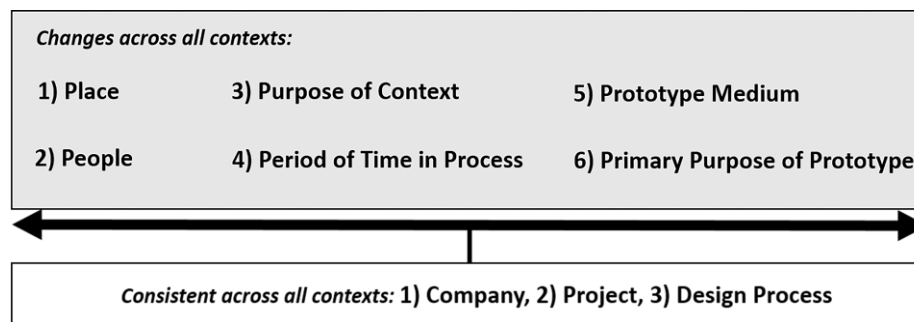 Changes across all contexts:
1) Place
3) Purpose of Context
5) Prototype Medium
2) People
4) Period of Time in Process
6) Primary Purpose of Prototype
Consistent across all contexts: 1) Company, 2) Project, 3) Design Process